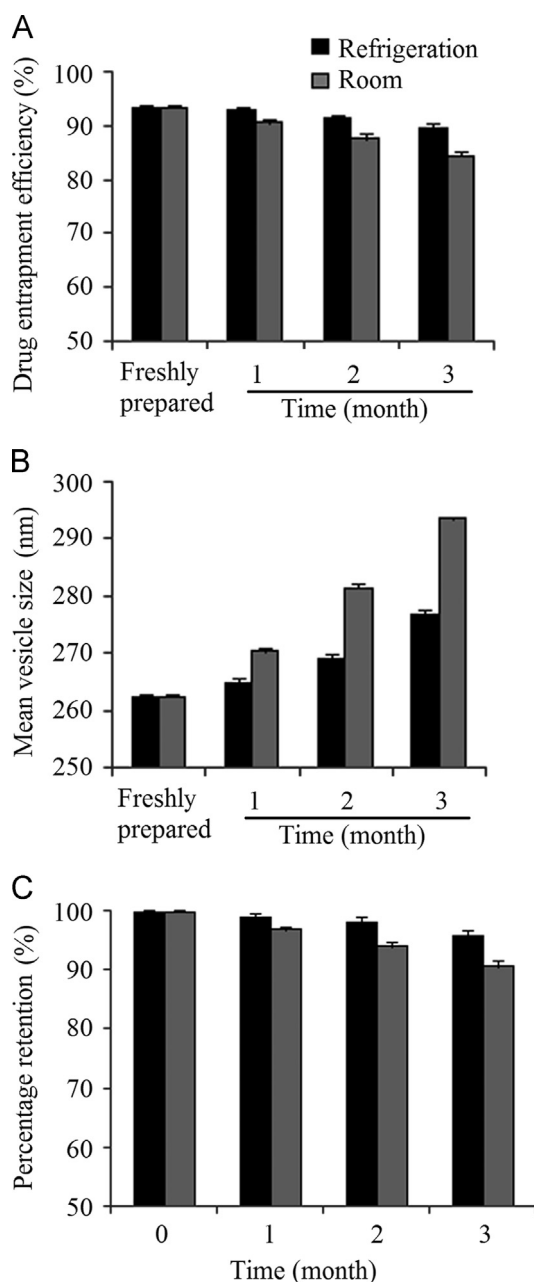 A
Refrigeration
Room
Drug entrapment efficiency (%)
100
90
80
70
60
50
Freshly prepared
1
2
3
Time (month)
B
Mean vesicle size (nm)
300
290
280
270
260
250
Freshly prepared
1
2
3
Time (month)
C
Percentage retention (%)
100
90
80
70
60
50
0
1
2
3
Time (month)